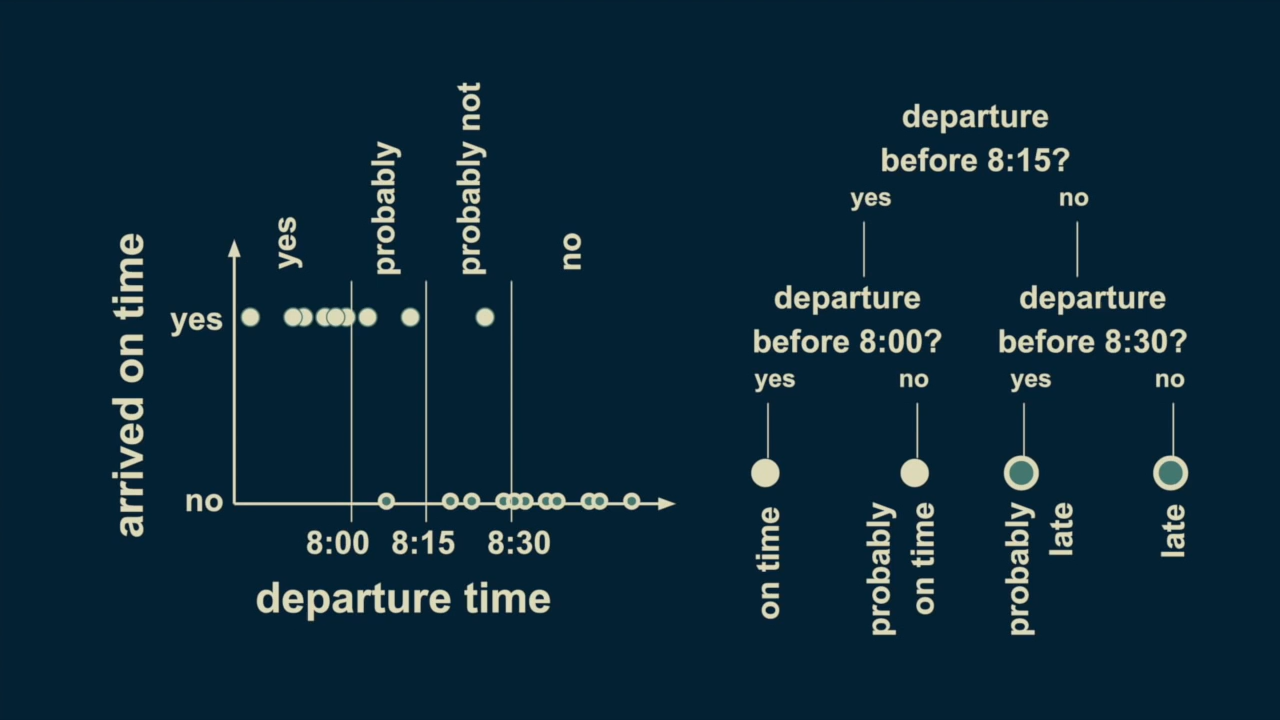 yes
probably
probably not
no
arrived on time
yes
no
8:00 8:15 8:30
departure time
departure
before 8:15?
yes no
departure
before 8:00?
yes no
departure
before 8:30?
yes no
on time
probably
on time
probably
late
late